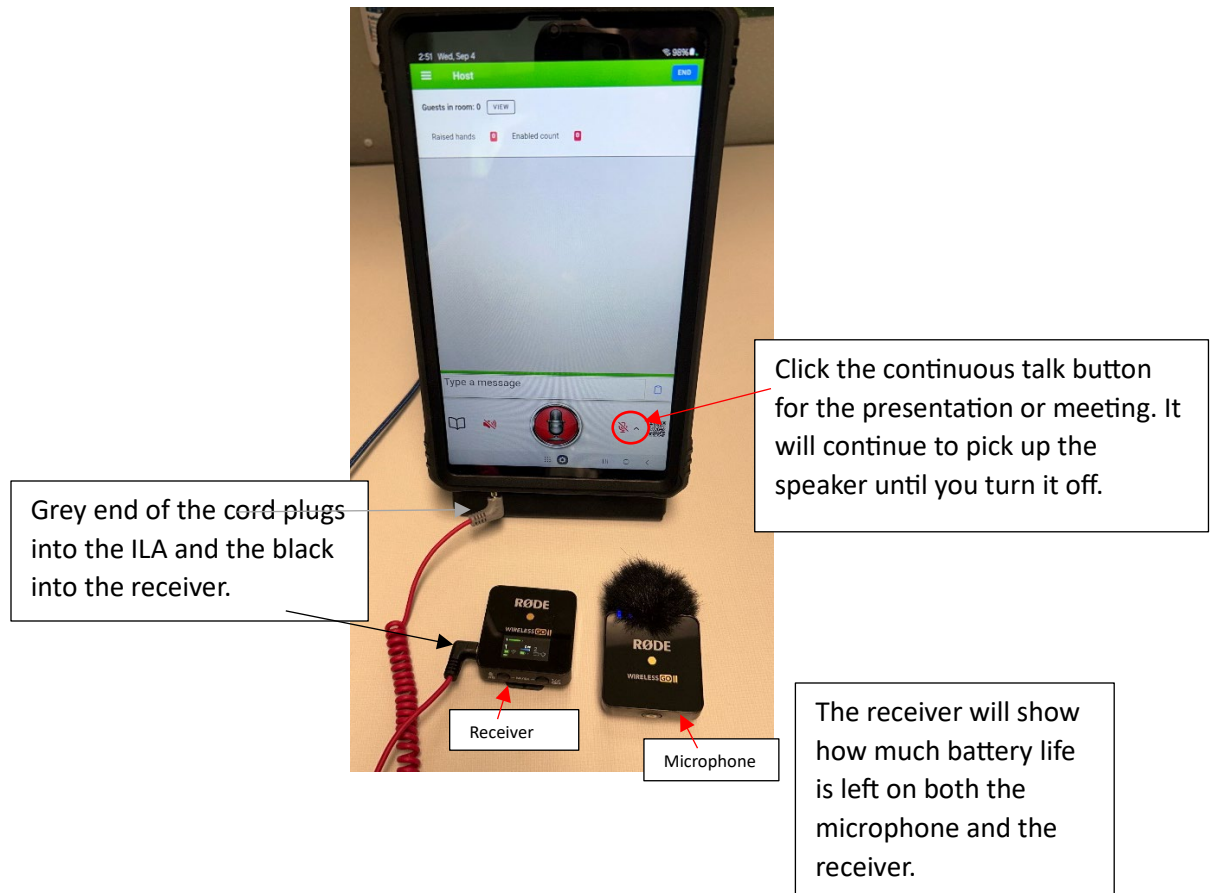 2:51 Wed, Sep 4
98%
Host
END
Guests in room: 0 VIEW
Raised hands 0 Enabled count 0
Type a message
Click the continuous talk button
for the presentation or meeting. It
will continue to pick up the
speaker until you turn it off.
Grey end of the cord plugs
into the ILA and the black
into the receiver.
RØDE
WIRELESS GO II
RØDE
WIRELESS GO II
Receiver
Microphone
The receiver will show
how much battery life
is left on both the
microphone and the
receiver.